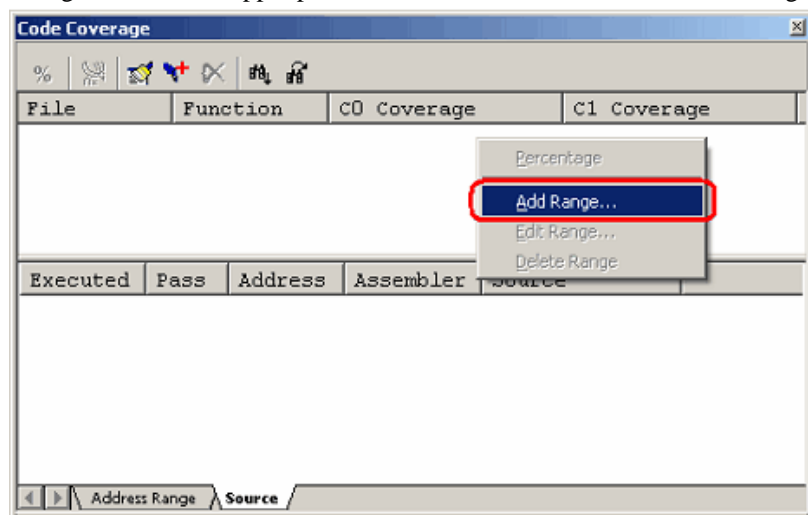 Code Coverage
%
File Function C0 Coverage C1 Coverage
Percentage
Add Range...
Edit Range...
Delete Range
Executed Pass Address Assembler Source
Address Range Source